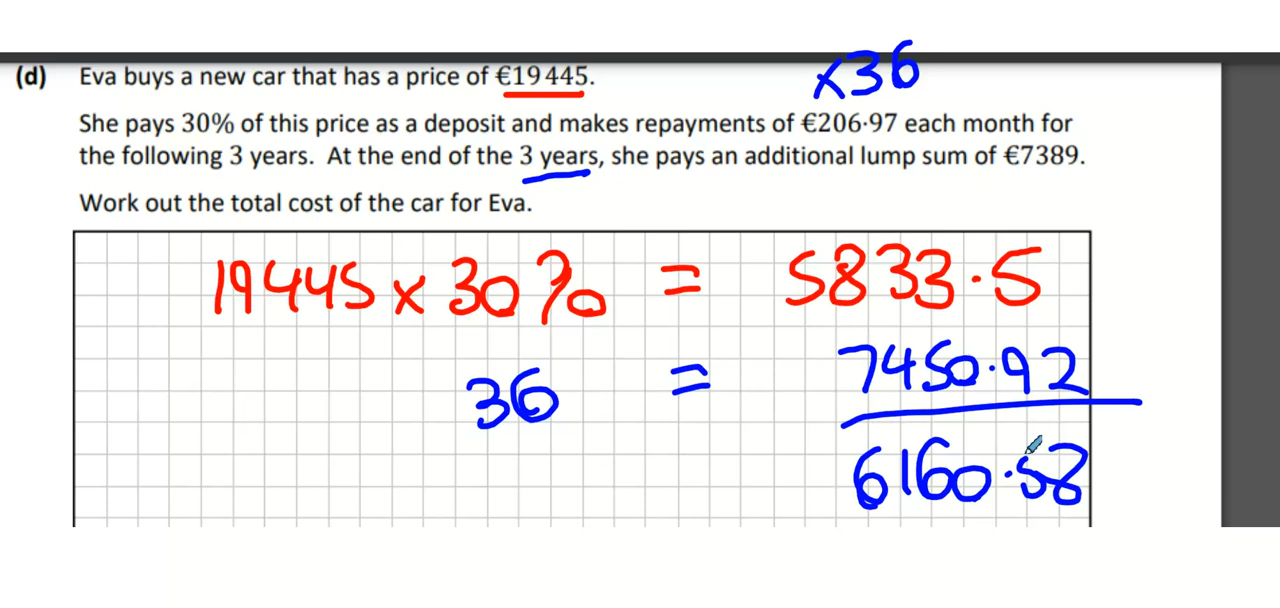 ×36
(d) Eva buys a new car that has a price of €19 445.
She pays 30% of this price as a deposit and makes repayments of €206·97 each month for
the following 3 years. At the end of the 3 years, she pays an additional lump sum of €7389.
Work out the total cost of the car for Eva.
19445 × 30% = 5833·5
36 = 7450·92
6160·58